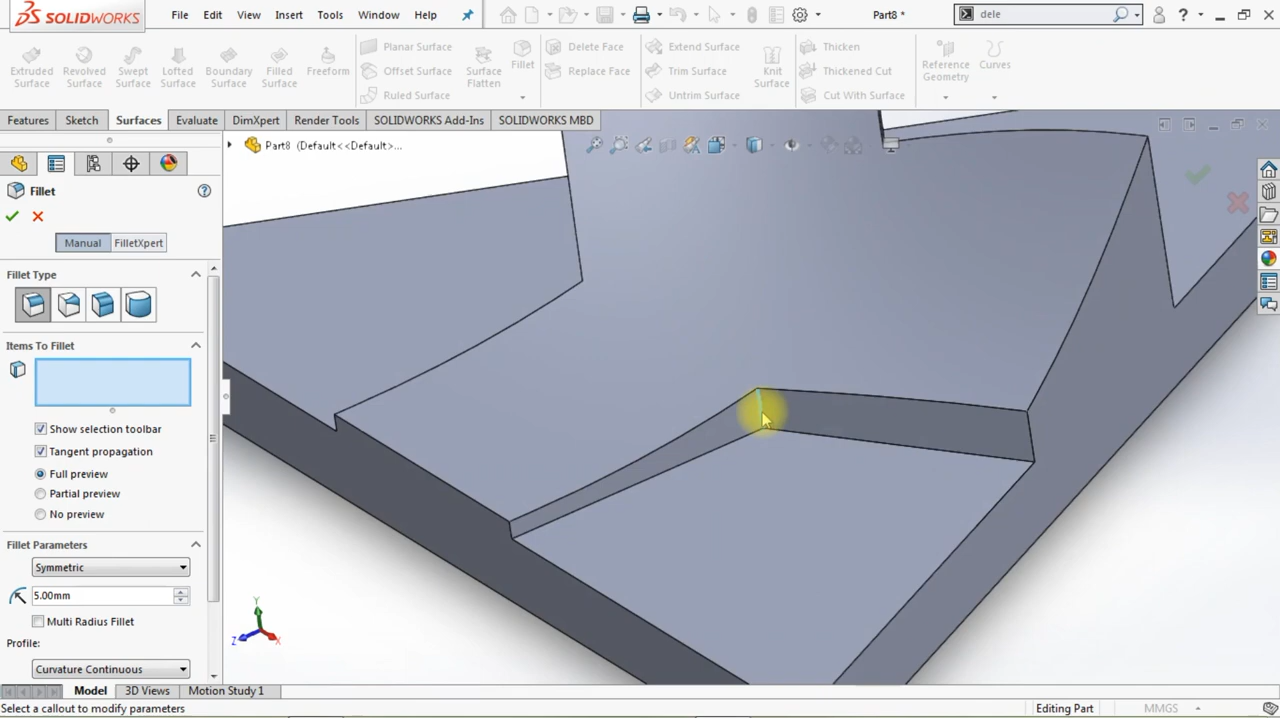 SOLIDWORKS File Edit View Insert Tools Window Help Part8 * dele
Extruded Surface
Revolved Surface
Swept Surface
Lofted Surface
Boundary Surface
Filled Surface
Freeform
Planar Surface
Offset Surface
Ruled Surface
Surface Flatten
Fillet
Delete Face
Replace Face
Extend Surface
Trim Surface
Untrim Surface
Knit Surface
Thicken
Thickened Cut
Cut With Surface
Reference Geometry
Curves
Features Sketch Surfaces Evaluate DimXpert Render Tools SOLIDWORKS Add-Ins SOLIDWORKS MBD
Part8 (Default<<Default>...
Fillet
Manual FilletXpert
Fillet Type
Items To Fillet
Show selection toolbar
Tangent propagation
Full preview
Partial preview
No preview
Fillet Parameters
Symmetric
5.00mm
Multi Radius Fillet
Profile:
Curvature Continuous
Y
Z
X
Model 3D Views Motion Study 1
Select a callout to modify parameters Editing Part MMGS